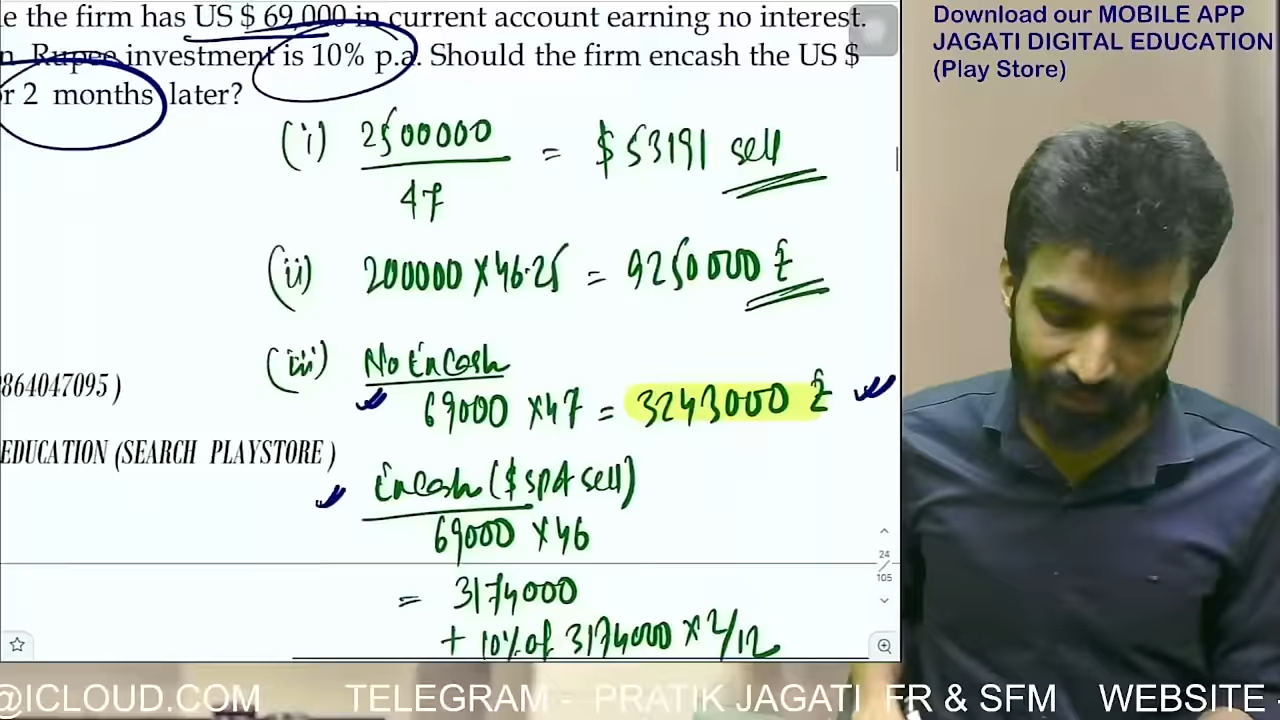 e the firm has US $ 69,000 in current account earning no interest.
n Rupee investment is 10% p.a. Should the firm encash the US $
r 2 months later?
(i) 2500000 / 47 = $ 53191 sell
(ii) 200000 × 46.25 = 9250000 ₹
(iii) No Encash
69000 × 47 = 3243000 ₹
Encash ($ spot sell)
69000 × 46
= 3174000
+ 10% of 3174000 × 2/12
864047095 )
EDUCATION (SEARCH PLAYSTORE )
24
/
105
Download our MOBILE APP
JAGATI DIGITAL EDUCATION
(Play Store)
@ICLOUD.COM TELEGRAM - PRATIK JAGATI FR & SFM WEBSITE -